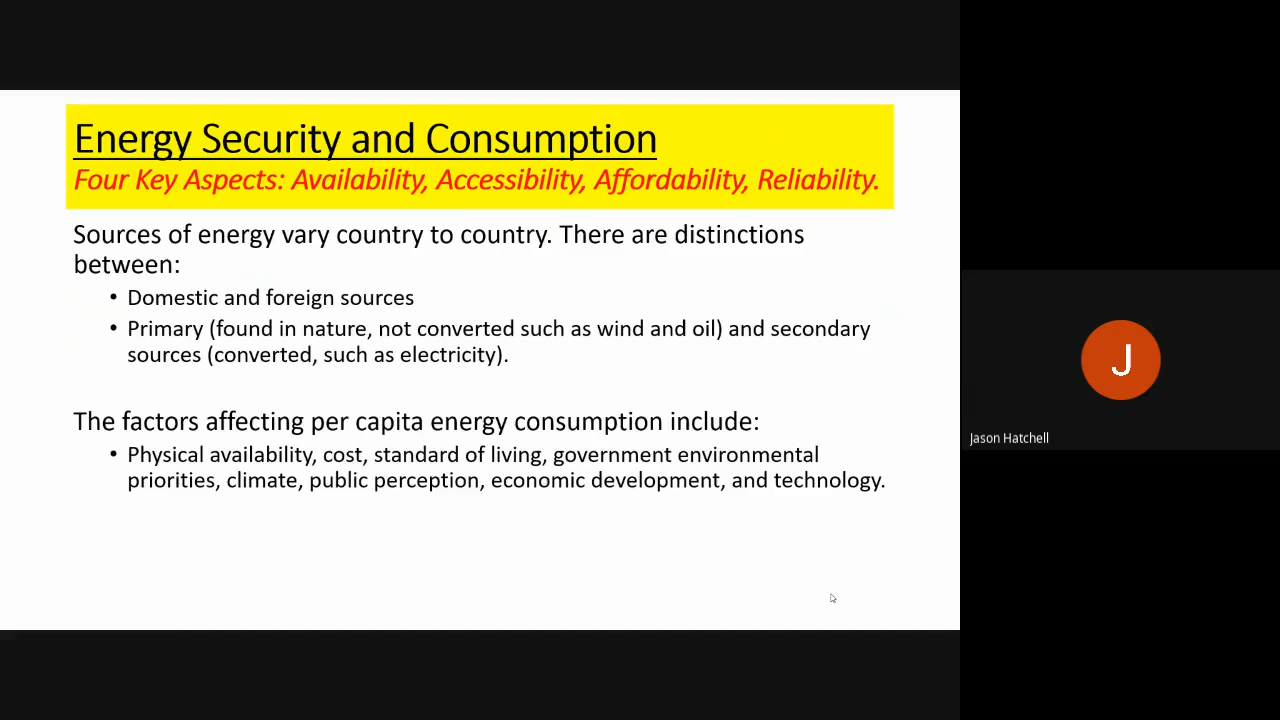 Energy Security and Consumption
Four Key Aspects: Availability, Accessibility, Affordability, Reliability.
Sources of energy vary country to country. There are distinctions
between:
• Domestic and foreign sources
• Primary (found in nature, not converted such as wind and oil) and secondary
sources (converted, such as electricity).
The factors affecting per capita energy consumption include:
• Physical availability, cost, standard of living, government environmental
priorities, climate, public perception, economic development, and technology.
J
Jason Hatchell